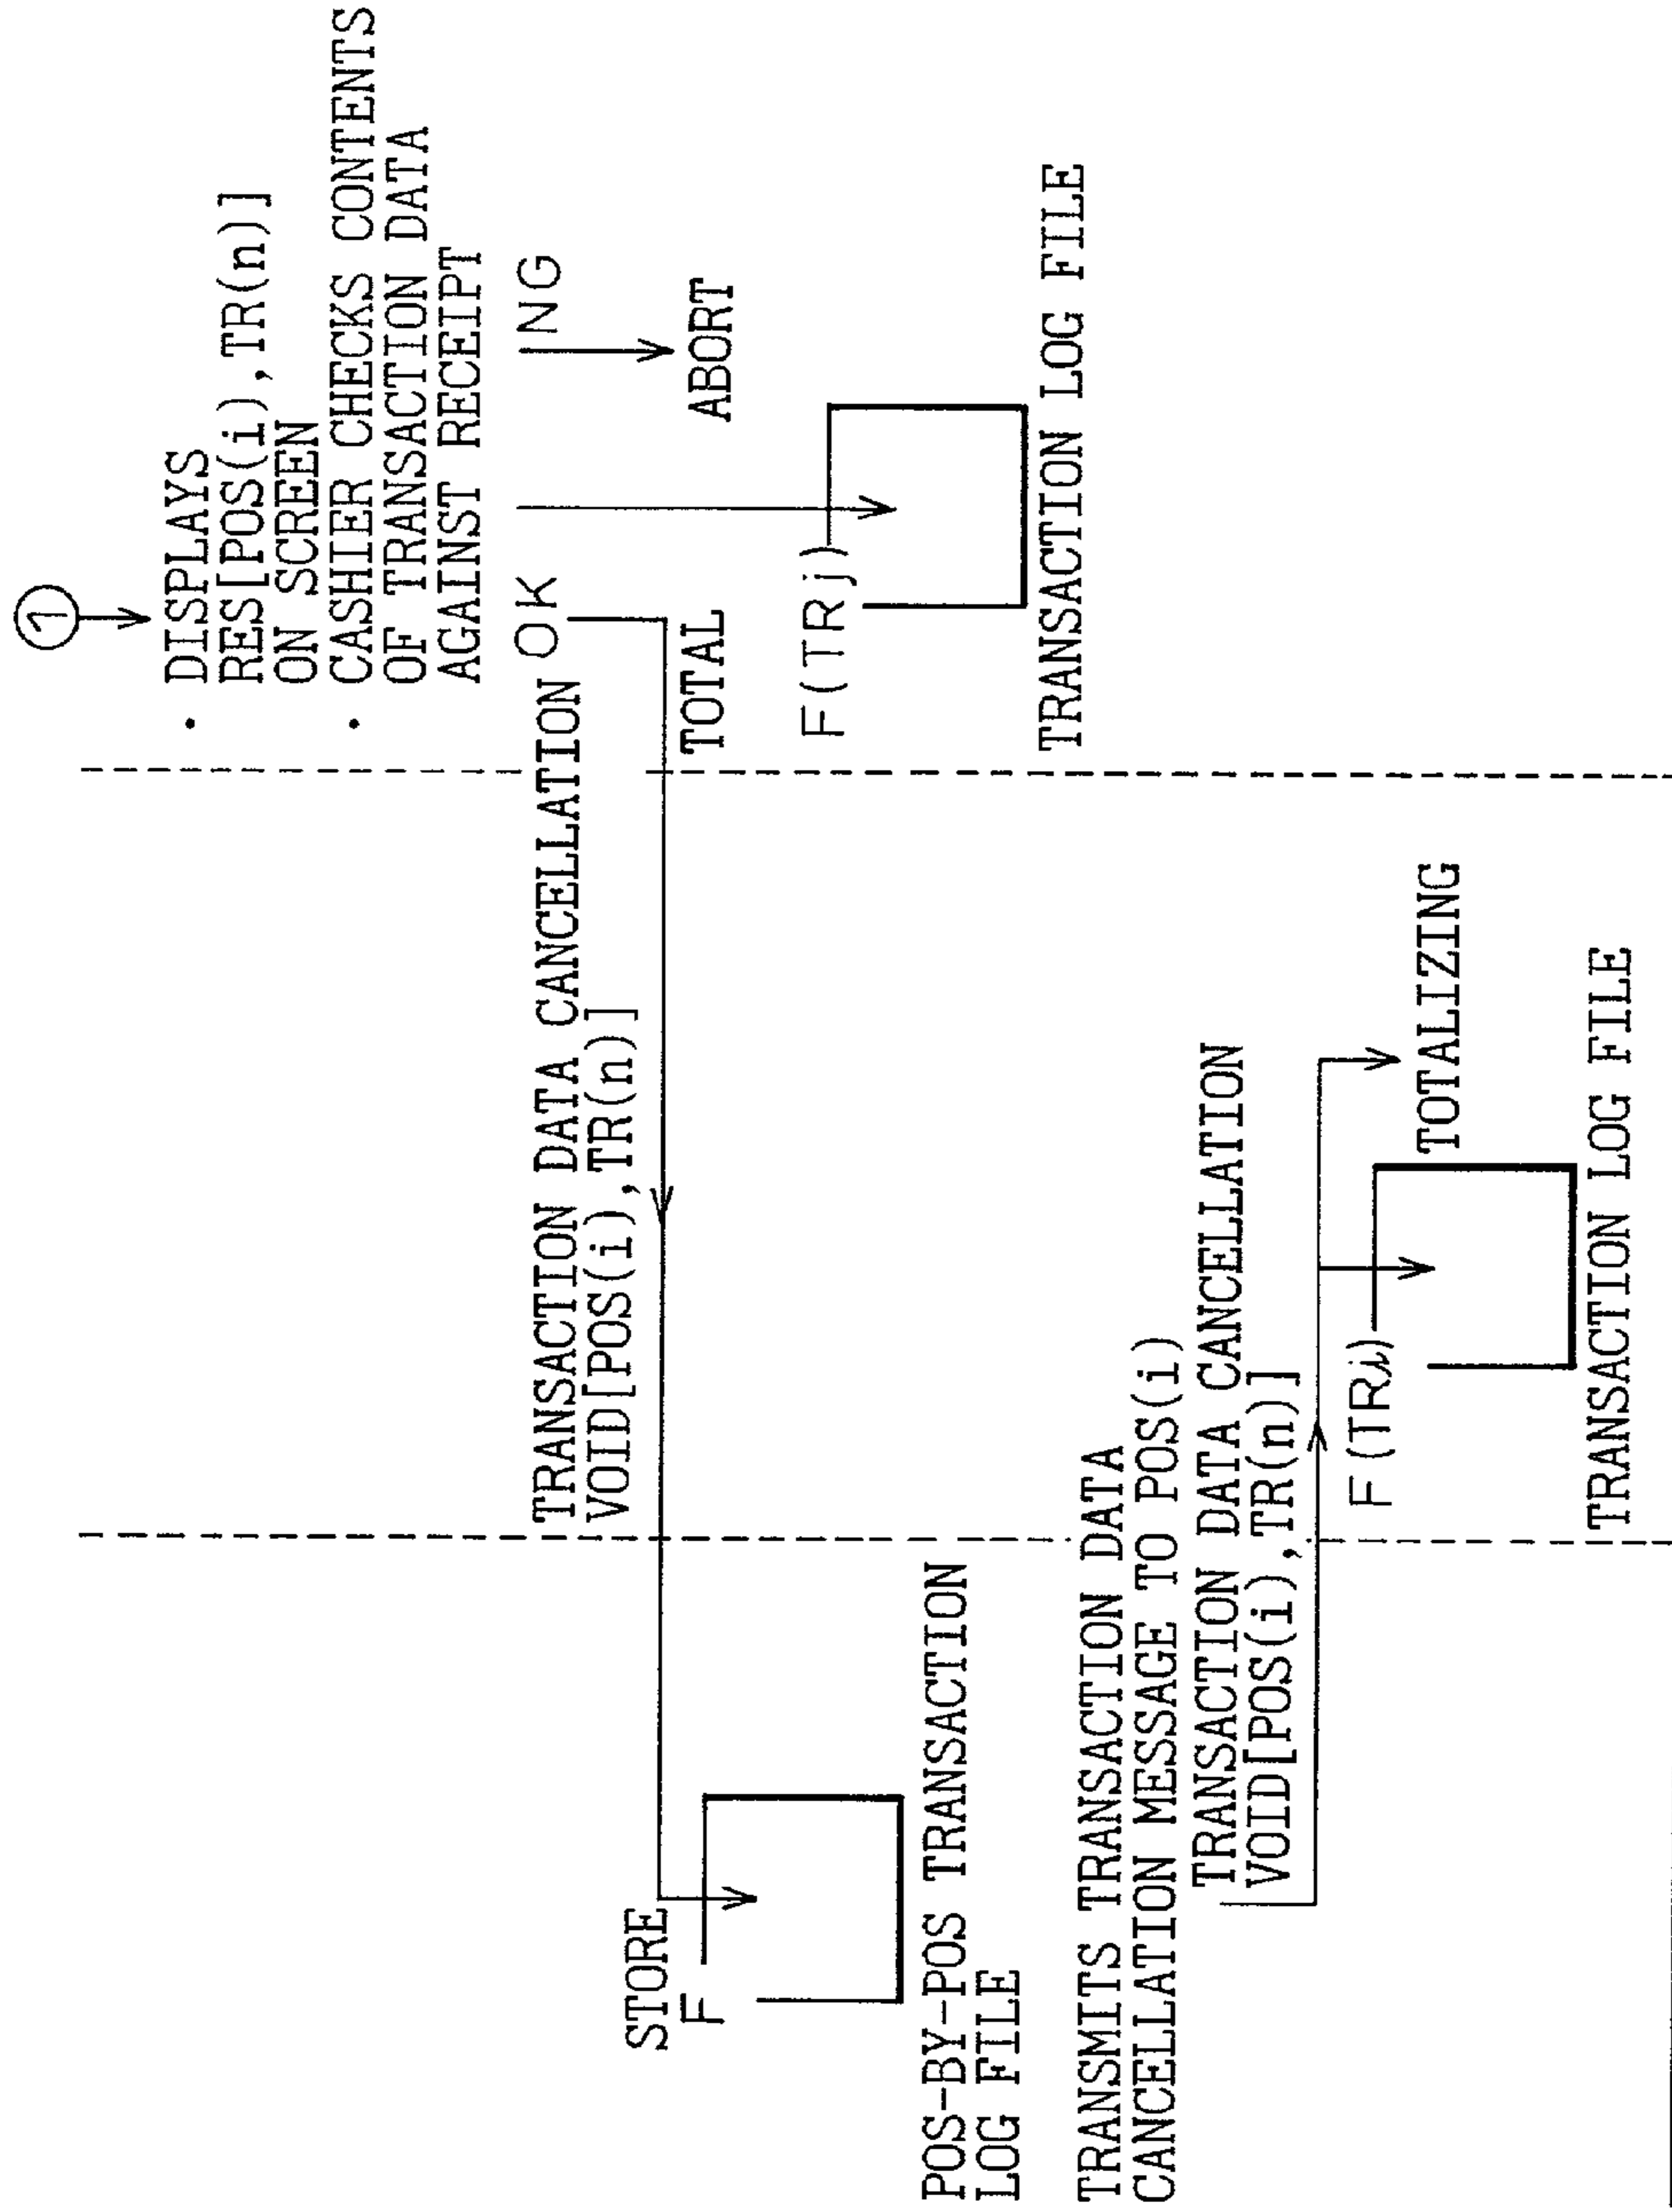 ①
· DISPLAYS
RES[POS(i),TR(n)]
ON SCREEN
· CASHIER CHECKS CONTENTS
OF TRANSACTION DATA
AGAINST RECEIPT
OK
NG
TRANSACTION DATA CANCELLATION
VOID[POS(i),TR(n)]
TOTAL
ABORT
STORE
F
F(TRj)
POS-BY-POS TRANSACTION
LOG FILE
TRANSACTION LOG FILE
TRANSMITS TRANSACTION DATA
CANCELLATION MESSAGE TO POS(i)
TRANSACTION DATA CANCELLATION
VOID[POS(i),TR(n)]
F(TRi)
TOTALIZING
TRANSACTION LOG FILE